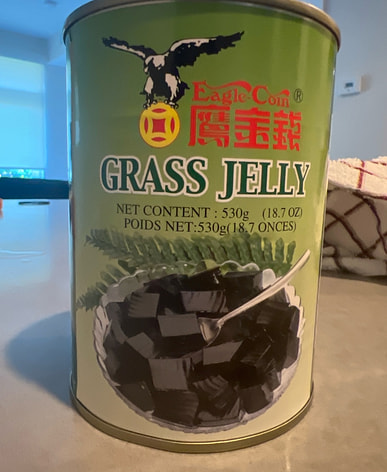 Eagle-Coin®
鷹金錢
GRASS JELLY
NET CONTENT : 530g (18.7 OZ)
POIDS NET:530g(18.7 ONCES)